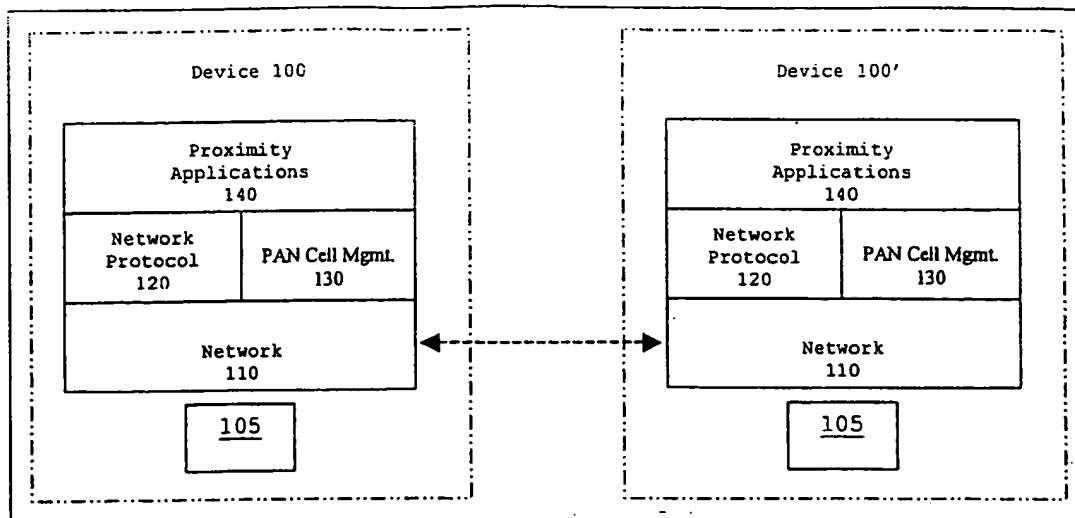 Device 100
Proximity
Applications
140
Network
Protocol
120
PAN Cell Mgmt.
130
Network
110
105
Device 100'
Proximity
Applications
140
Network
Protocol
120
PAN Cell Mgmt.
130
Network
110
105